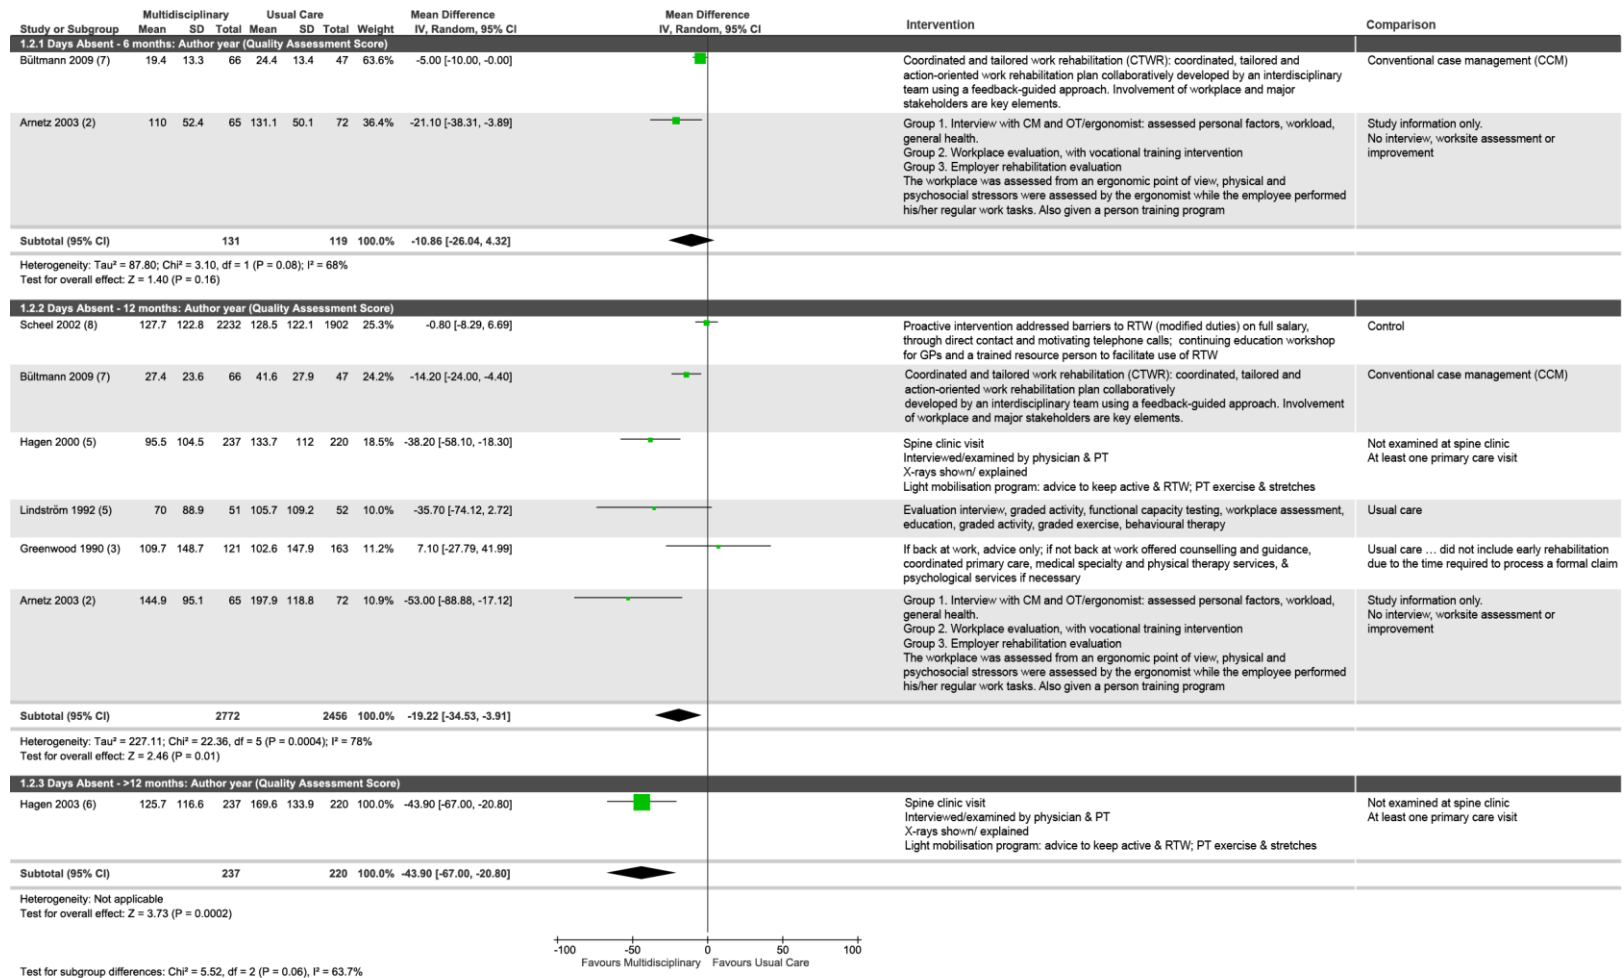 Multidisciplinary Usual Care Mean Difference Mean Difference
Study or Subgroup Mean SD Total Mean SD Total Weight IV, Random, 95% CI IV, Random, 95% CI Intervention Comparison
1.2.1 Days Absent - 6 months: Author year (Quality Assessment Score)
Bültmann 2009 (7) 19.4 13.3 66 24.4 13.4 47 63.6% -5.00 [-10.00, -0.00] Coordinated and tailored work rehabilitation (CTWR): coordinated, tailored and Conventional case management (CCM)
action-oriented work rehabilitation plan collaboratively developed by an interdisciplinary
team using a feedback-guided approach. Involvement of workplace and major
stakeholders are key elements.
Arnetz 2003 (2) 110 52.4 65 131.1 50.1 72 36.4% -21.10 [-38.31, -3.89] Group 1. Interview with CM and OT/ergonomist: assessed personal factors, workload, Study information only.
general health. No interview, worksite assessment or
Group 2. Workplace evaluation, with vocational training intervention improvement
Group 3. Employer rehabilitation evaluation
The workplace was assessed from an ergonomic point of view, physical and
psychosocial stressors were assessed by the ergonomist while the employee performed
his/her regular work tasks. Also given a person training program
Subtotal (95% CI) 131 119 100.0% -10.86 [-26.04, 4.32]
Heterogeneity: Tau² = 87.80; Chi² = 3.10, df = 1 (P = 0.08); I² = 68%
Test for overall effect: Z = 1.40 (P = 0.16)
1.2.2 Days Absent - 12 months: Author year (Quality Assessment Score)
Scheel 2002 (8) 127.7 122.8 2232 128.5 122.1 1902 25.3% -0.80 [-8.29, 6.69] Proactive intervention addressed barriers to RTW (modified duties) on full salary, Control
through direct contact and motivating telephone calls; continuing education workshop
for GPs and a trained resource person to facilitate use of RTW
Bültmann 2009 (7) 27.4 23.6 66 41.6 27.9 47 24.2% -14.20 [-24.00, -4.40] Coordinated and tailored work rehabilitation (CTWR): coordinated, tailored and Conventional case management (CCM)
action-oriented work rehabilitation plan collaboratively
developed by an interdisciplinary team using a feedback-guided approach. Involvement
of workplace and major stakeholders are key elements.
Hagen 2000 (5) 95.5 104.5 237 133.7 112 220 18.5% -38.20 [-58.10, -18.30] Spine clinic visit Not examined at spine clinic
Interviewed/examined by physician & PT At least one primary care visit
X-rays shown/ explained
Light mobilisation program: advice to keep active & RTW; PT exercise & stretches
Lindström 1992 (5) 70 88.9 51 105.7 109.2 52 10.0% -35.70 [-74.12, 2.72] Evaluation interview, graded activity, functional capacity testing, workplace assessment, Usual care
education, graded activity, graded exercise, behavioural therapy
Greenwood 1990 (3) 109.7 148.7 121 102.6 147.9 163 11.2% 7.10 [-27.79, 41.99] If back at work, advice only; if not back at work offered counselling and guidance, Usual care … did not include early rehabilitation
coordinated primary care, medical specialty and physical therapy services, & due to the time required to process a formal claim
psychological services if necessary
Arnetz 2003 (2) 144.9 95.1 65 197.9 118.8 72 10.9% -53.00 [-88.88, -17.12] Group 1. Interview with CM and OT/ergonomist: assessed personal factors, workload, Study information only.
general health. No interview, worksite assessment or
Group 2. Workplace evaluation, with vocational training intervention improvement
Group 3. Employer rehabilitation evaluation
The workplace was assessed from an ergonomic point of view, physical and
psychosocial stressors were assessed by the ergonomist while the employee performed
his/her regular work tasks. Also given a person training program
Subtotal (95% CI) 2772 2456 100.0% -19.22 [-34.53, -3.91]
Heterogeneity: Tau² = 227.11; Chi² = 22.36, df = 5 (P = 0.0004); I² = 78%
Test for overall effect: Z = 2.46 (P = 0.01)
1.2.3 Days Absent - >12 months: Author year (Quality Assessment Score)
Hagen 2003 (6) 125.7 116.6 237 169.6 133.9 220 100.0% -43.90 [-67.00, -20.80] Spine clinic visit Not examined at spine clinic
Interviewed/examined by physician & PT At least one primary care visit
X-rays shown/ explained
Light mobilisation program: advice to keep active & RTW; PT exercise & stretches
Subtotal (95% CI) 237 220 100.0% -43.90 [-67.00, -20.80]
Heterogeneity: Not applicable
Test for overall effect: Z = 3.73 (P = 0.0002)
-100 -50 0 50 100
Favours Multidisciplinary Favours Usual Care
Test for subgroup differences: Chi² = 5.52, df = 2 (P = 0.06), I² = 63.7%